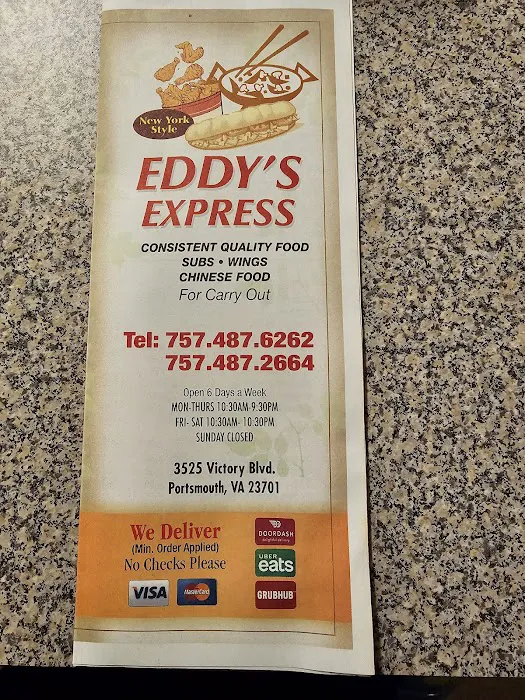 New York
Style
EDDY'S
EXPRESS
CONSISTENT QUALITY FOOD
SUBS • WINGS
CHINESE FOOD
For Carry Out
Tel: 757.487.6262
757.487.2664
Open 6 Days a Week
MON-THURS 10:30AM-9:30PM
FRI- SAT 10:30AM- 10:30PM
SUNDAY CLOSED
3525 Victory Blvd.
Portsmouth, VA 23701
We Deliver
(Min. Order Applied)
No Checks Please
VISA
MasterCard
DOORDASH
delightful delivery
UBER
eats
GRUBHUB